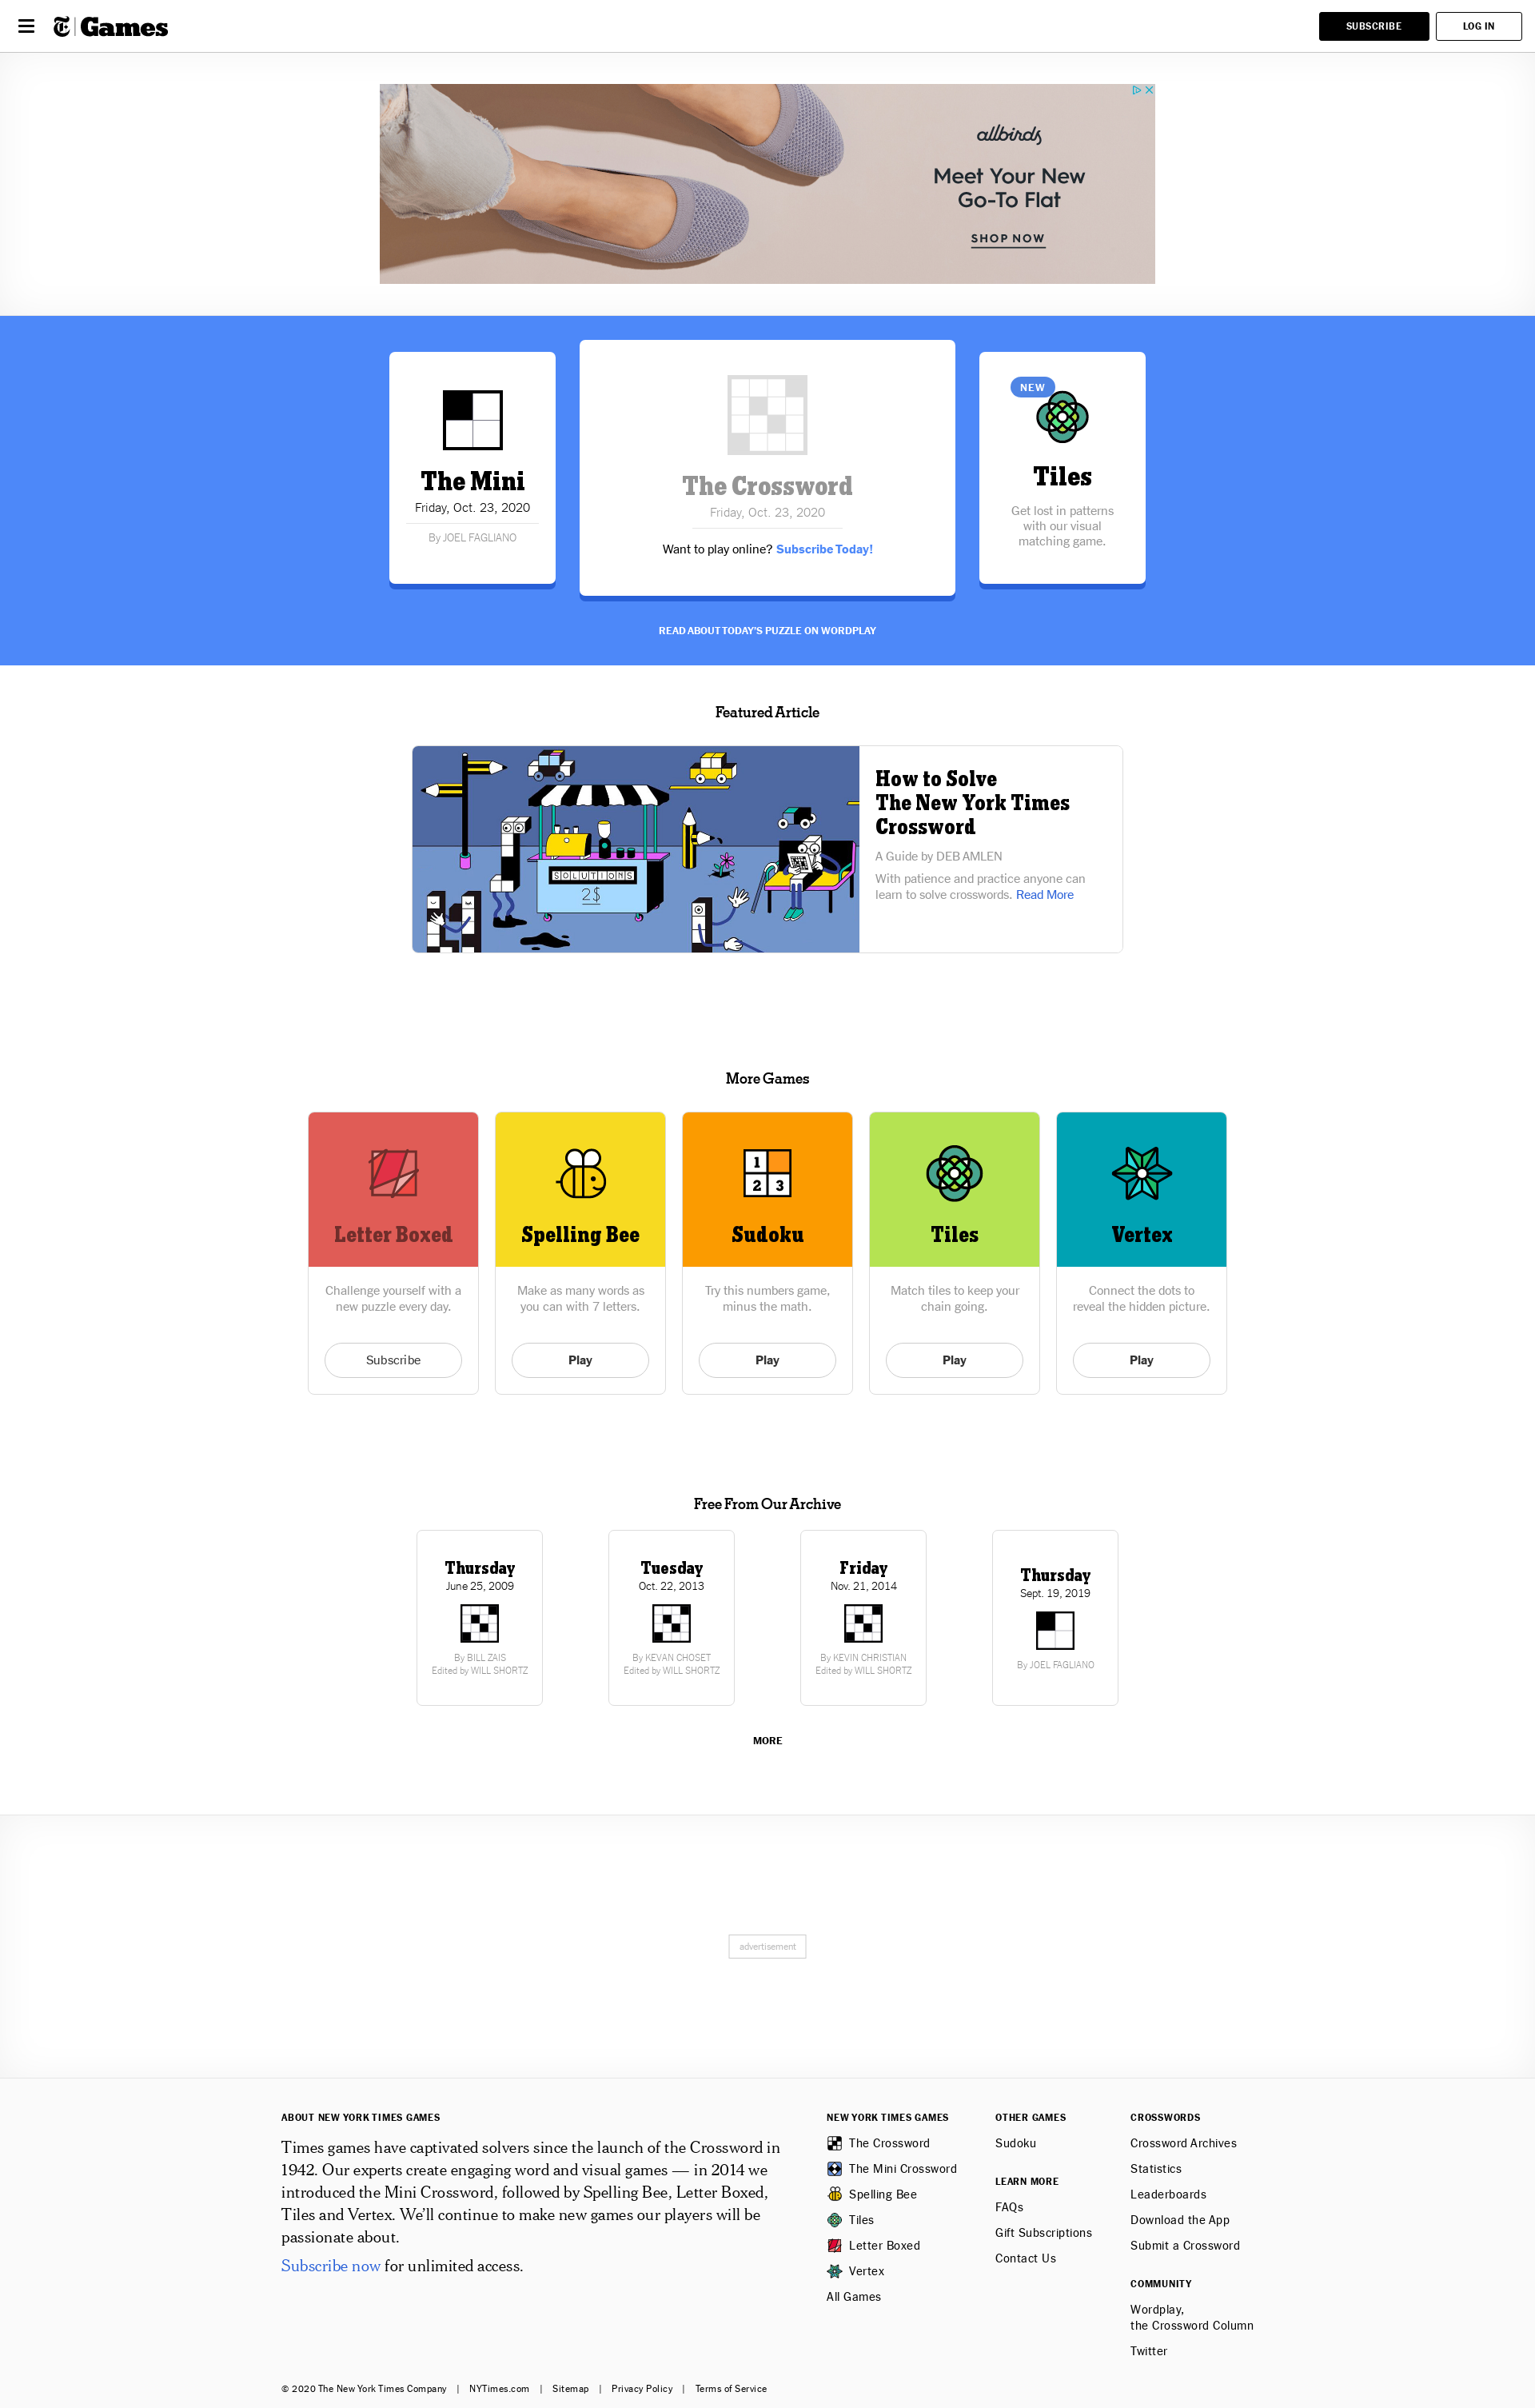 Games
SUBSCRIBE
LOG IN
allbirds
Meet Your New
Go-To Flat
SHOP NOW
The Mini
Friday, Oct. 23, 2020
By JOEL FAGLIANO
The Crossword
Friday, Oct. 23, 2020
Want to play online? Subscribe Today!
NEW
Tiles
Get lost in patterns
with our visual
matching game.
READ ABOUT TODAY'S PUZZLE ON WORDPLAY
Featured Article
SOLUTIONS
2$
How to Solve
The New York Times
Crossword
A Guide by DEB AMLEN
With patience and practice anyone can
learn to solve crosswords. Read More
More Games
Letter Boxed
Challenge yourself with a
new puzzle every day.
Subscribe
Spelling Bee
Make as many words as
you can with 7 letters.
Play
1
2 3
Sudoku
Try this numbers game,
minus the math.
Play
Tiles
Match tiles to keep your
chain going.
Play
Vertex
Connect the dots to
reveal the hidden picture.
Play
Free From Our Archive
Thursday
June 25, 2009
By BILL ZAIS
Edited by WILL SHORTZ
Tuesday
Oct. 22, 2013
By KEVAN CHOSET
Edited by WILL SHORTZ
Friday
Nov. 21, 2014
By KEVIN CHRISTIAN
Edited by WILL SHORTZ
Thursday
Sept. 19, 2019
By JOEL FAGLIANO
MORE
advertisement
ABOUT NEW YORK TIMES GAMES
Times games have captivated solvers since the launch of the Crossword in
1942. Our experts create engaging word and visual games — in 2014 we
introduced the Mini Crossword, followed by Spelling Bee, Letter Boxed,
Tiles and Vertex. We’ll continue to make new games our players will be
passionate about.
Subscribe now for unlimited access.
NEW YORK TIMES GAMES
The Crossword
The Mini Crossword
Spelling Bee
Tiles
Letter Boxed
Vertex
All Games
OTHER GAMES
Sudoku
LEARN MORE
FAQs
Gift Subscriptions
Contact Us
CROSSWORDS
Crossword Archives
Statistics
Leaderboards
Download the App
Submit a Crossword
COMMUNITY
Wordplay,
the Crossword Column
Twitter
© 2020 The New York Times Company | NYTimes.com | Sitemap | Privacy Policy | Terms of Service